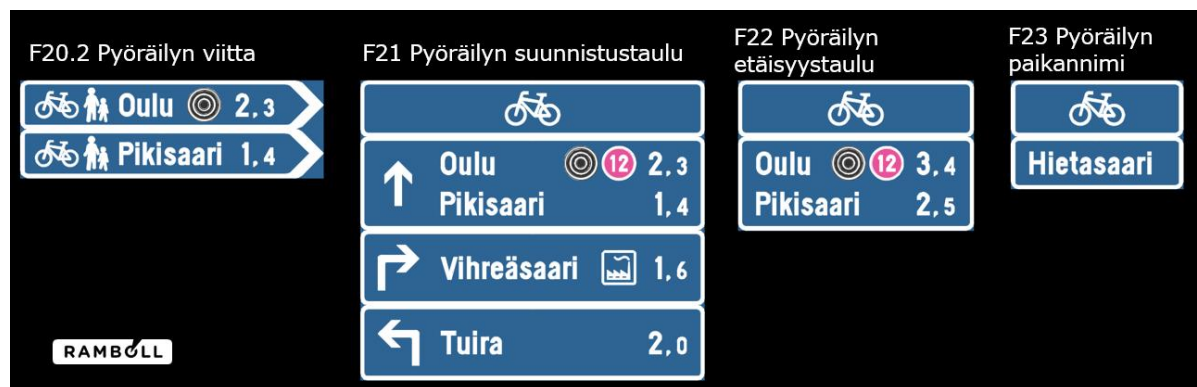 F20.2 Pyöräilyn viitta
Oulu 2,3
Pikisaari 1,4
F21 Pyöräilyn suunnistustaulu
Oulu 12 2,3
Pikisaari 1,4
Vihreäsaari 1,6
Tuira 2,0
F22 Pyöräilyn
etäisyystaulu
Oulu 12 3,4
Pikisaari 2,5
F23 Pyöräilyn
paikannimi
Hietasaari
RAMBOLL